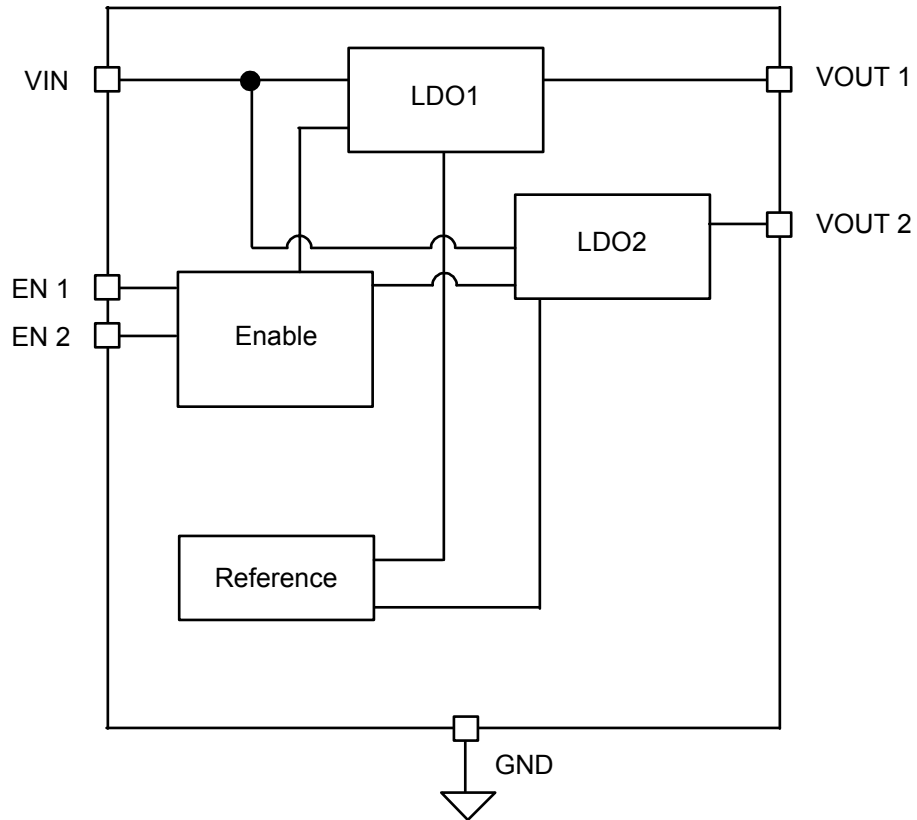 VIN
LDO1
VOUT 1
LDO2
VOUT 2
EN 1
EN 2
Enable
Reference
GND